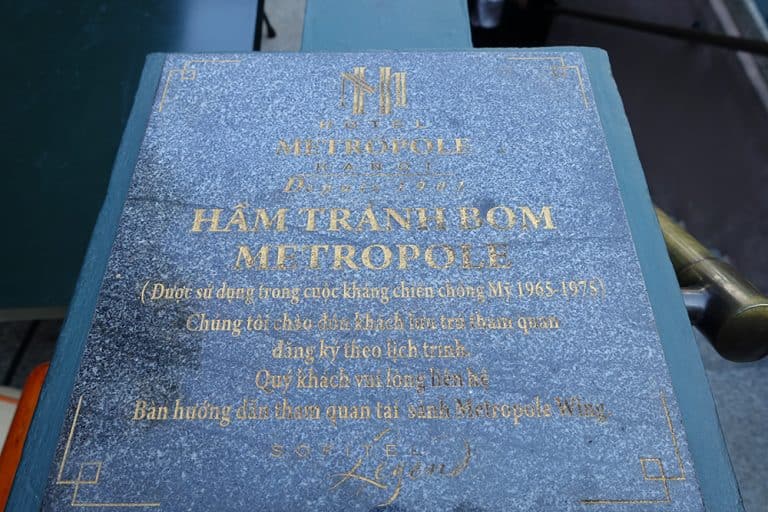 HOTEL
METROPOLE
HANOI
Depuis 1901
HẦM TRÁNH BOM
METROPOLE
(Được sử dụng trong cuộc kháng chiến chống Mỹ 1965-1975)
Chúng tôi chào đón khách lưu trú tham quan
đăng ký theo lịch trình.
Quý khách vui lòng liên hệ
Bàn hướng dẫn tham quan tại sảnh Metropole Wing.
SOFITEL
Legend